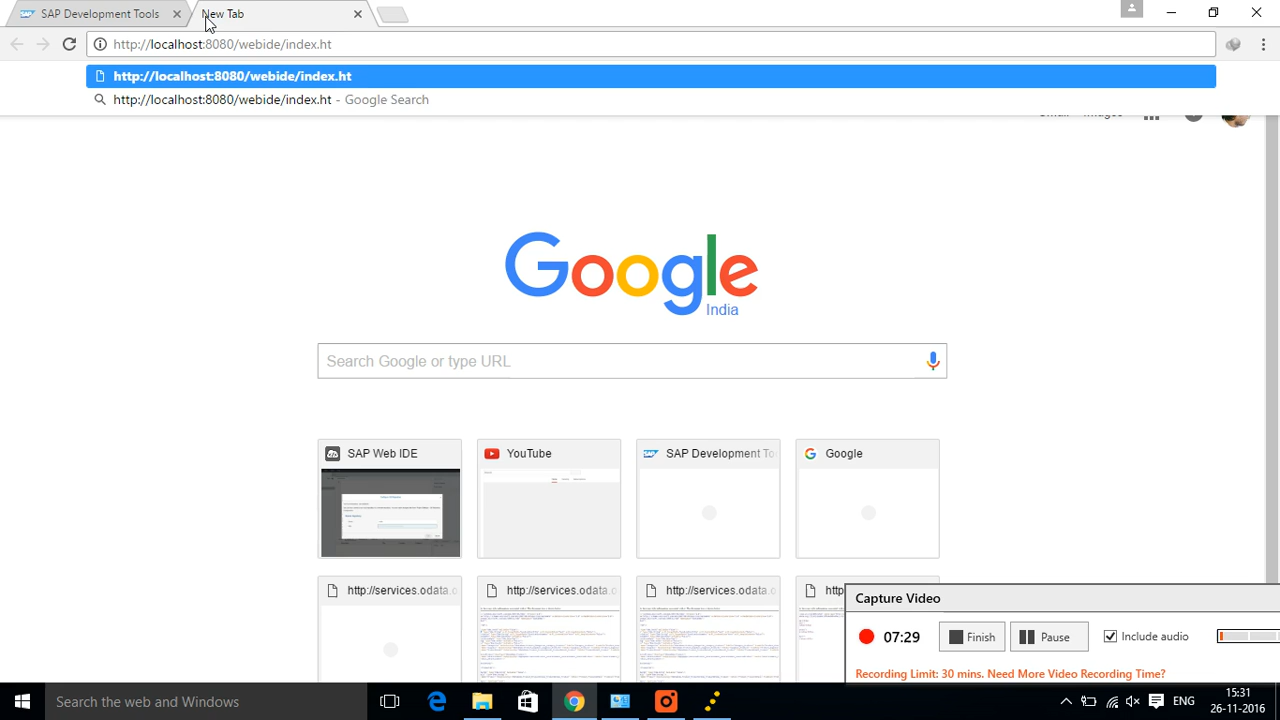 SAP Development Tools
New Tab
http://localhost:8080/webide/index.ht
http://localhost:8080/webide/index.ht
http://localhost:8080/webide/index.ht - Google Search
Gmail Images
Google
India
Search Google or type URL
SAP Web IDE
YouTube
SAP Development To
Google
http://services.odata.o
http://services.odata.o
http://services.odata.o
http
Capture Video
07:29
Finish
Pause
Include audio
Recording Limit: 30 mins. Need More Video Recording Time?
Search the web and Windows
ENG
15:31
26-11-2016